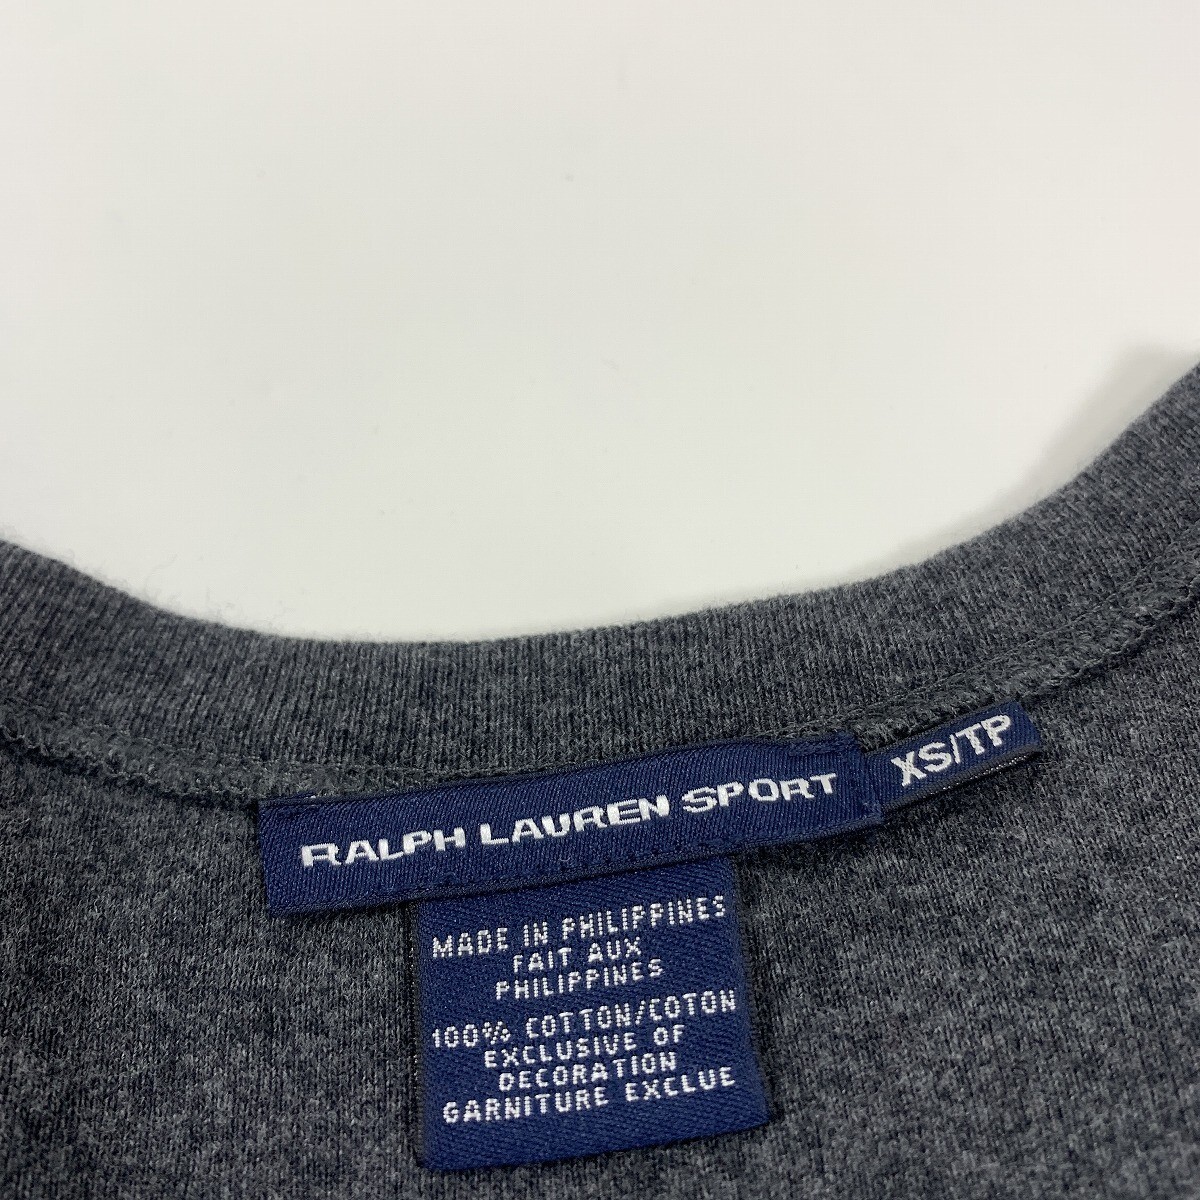 RALPH LAUREN SPORT
XS/TP
MADE IN PHILIPPINES
FAIT AUX
PHILIPPINES
100% COTTON/COTON
EXCLUSIVE OF
DECORATION
GARNITURE EXCLUE